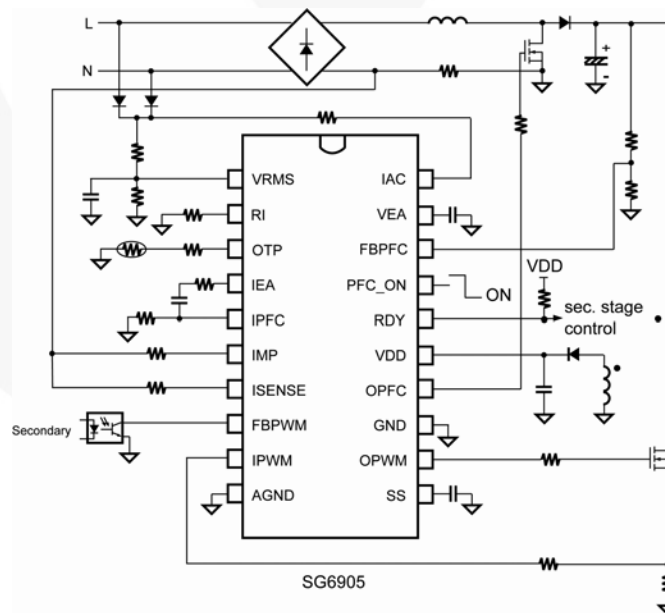 L
N
+
-
VRMS
IAC
RI
VEA
OTP
FBPFC
VDD
IEA
PFC_ON
ON
IPFC
RDY
sec. stage
control
IMP
VDD
ISENSE
OPFC
Secondary
FBPWM
GND
IPWM
OPWM
AGND
SS
SG6905